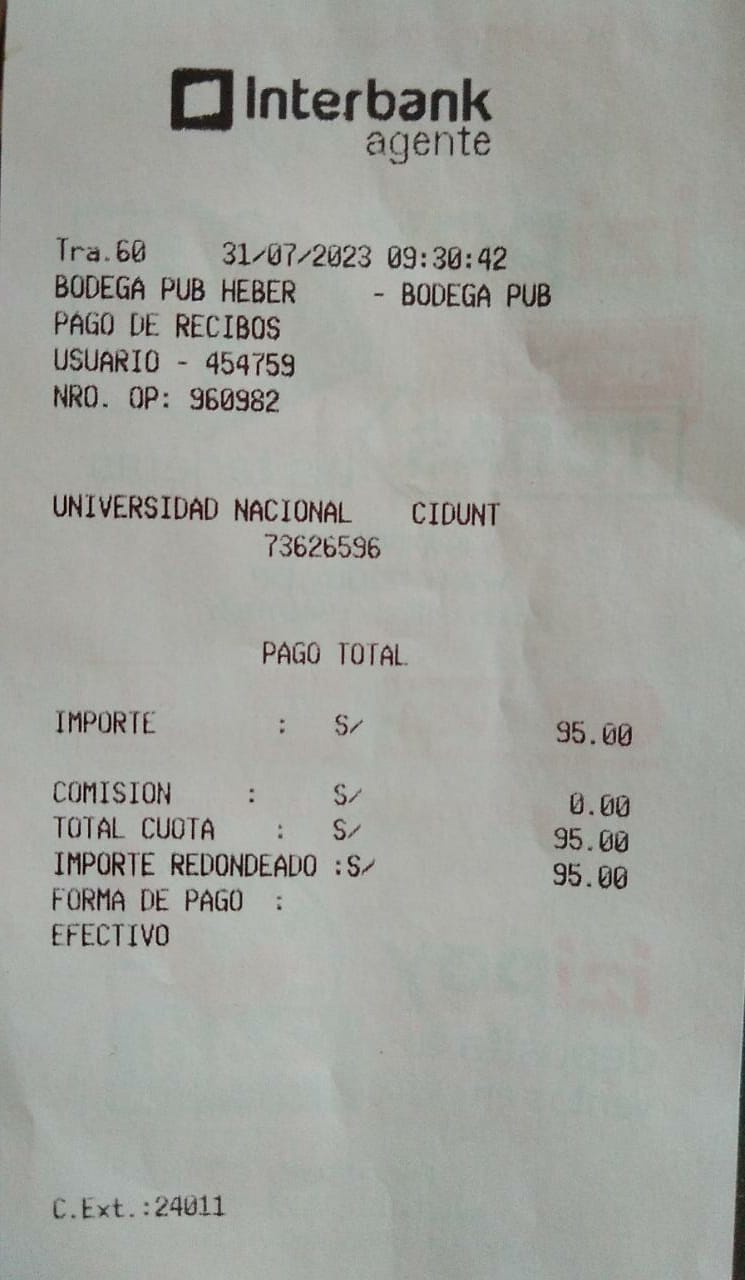 Interbank
agente
Tra.60 31/07/2023 09:30:42
BODEGA PUB HEBER - BODEGA PUB
PAGO DE RECIBOS
USUARIO - 454759
NRO. OP: 960982
UNIVERSIDAD NACIONAL CIDUNT
73626596
PAGO TOTAL
IMPORTE : S/ 95.00
COMISION : S/ 0.00
TOTAL CUOTA : S/ 95.00
IMPORTE REDONDEADO :S/ 95.00
FORMA DE PAGO :
EFECTIVO
C.Ext.:24011